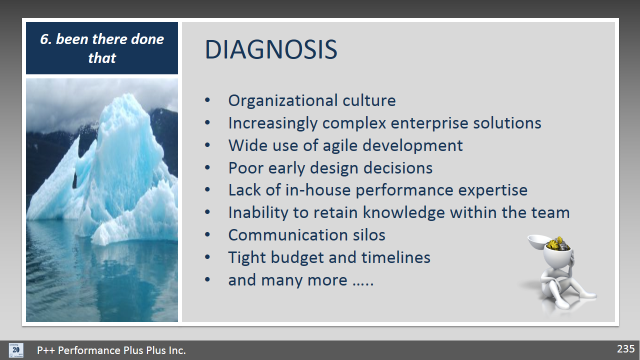 6. been there done
that
DIAGNOSIS
• Organizational culture
• Increasingly complex enterprise solutions
• Wide use of agile development
• Poor early design decisions
• Lack of in-house performance expertise
• Inability to retain knowledge within the team
• Communication silos
• Tight budget and timelines
• and many more …..
20
P++ Performance Plus Plus Inc.
235